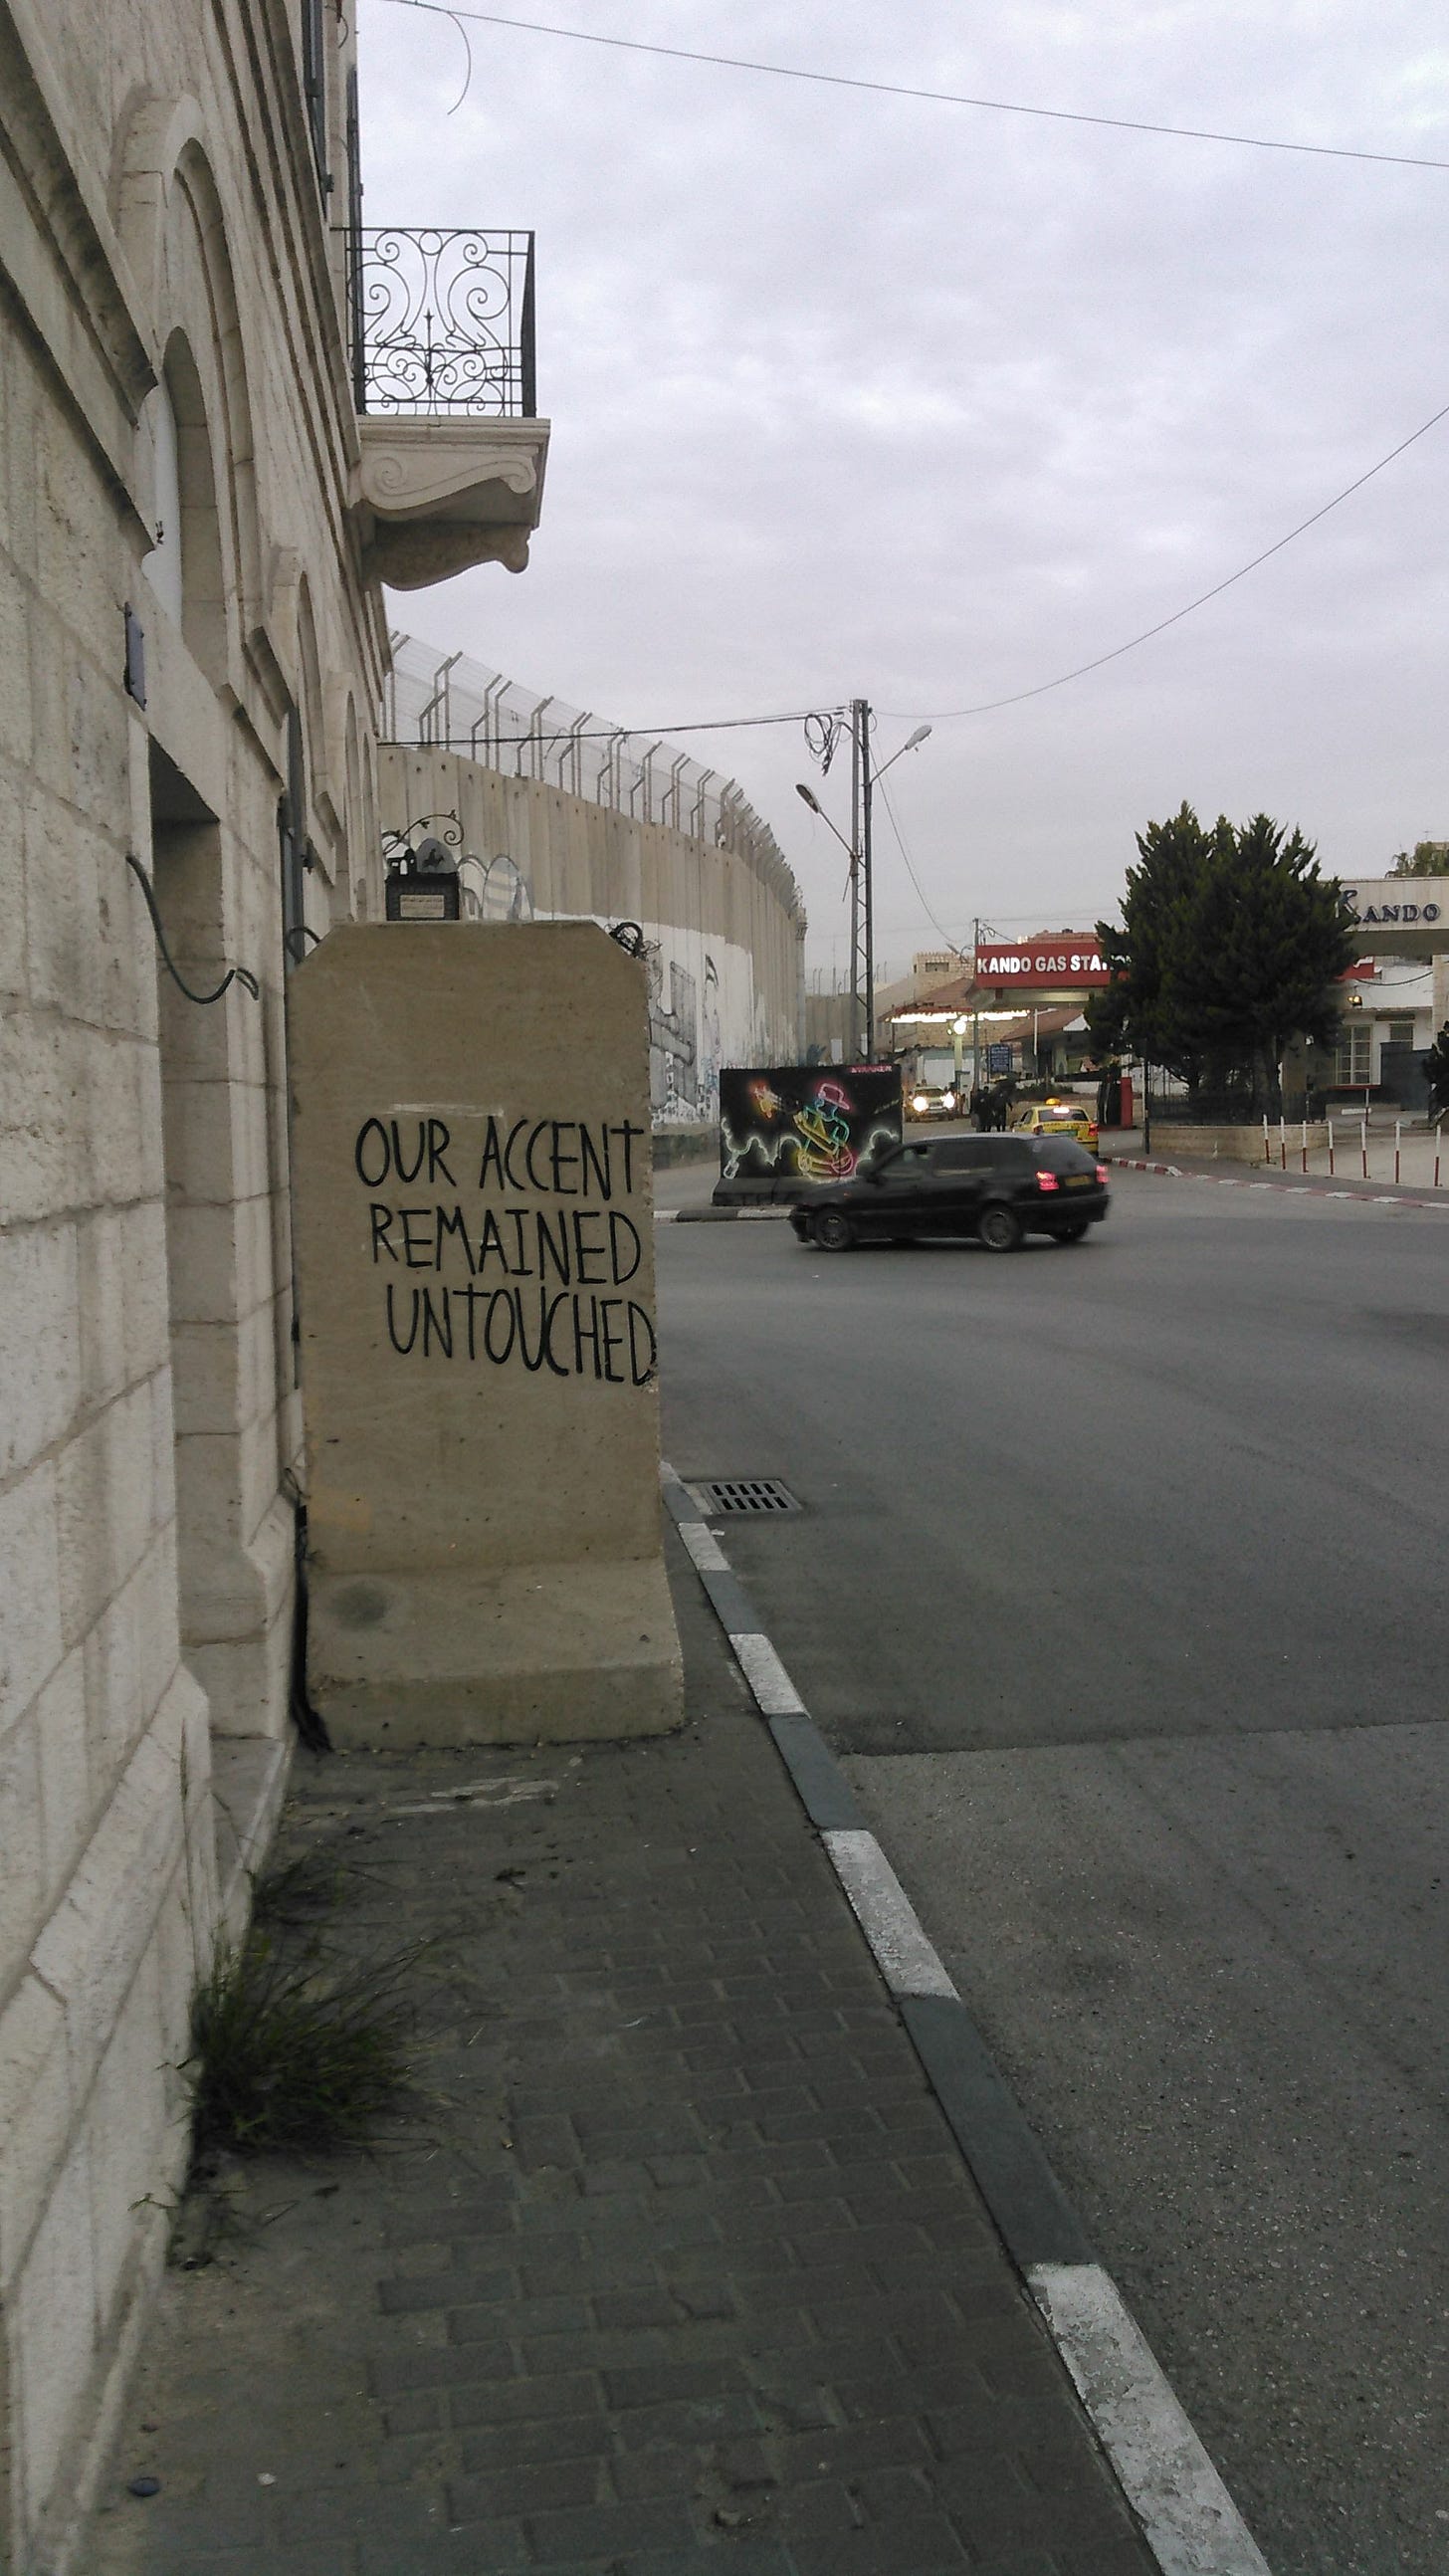 OUR ACCENT
REMAINED
UNTOUCHED
KANDO GAS STA
KANDO